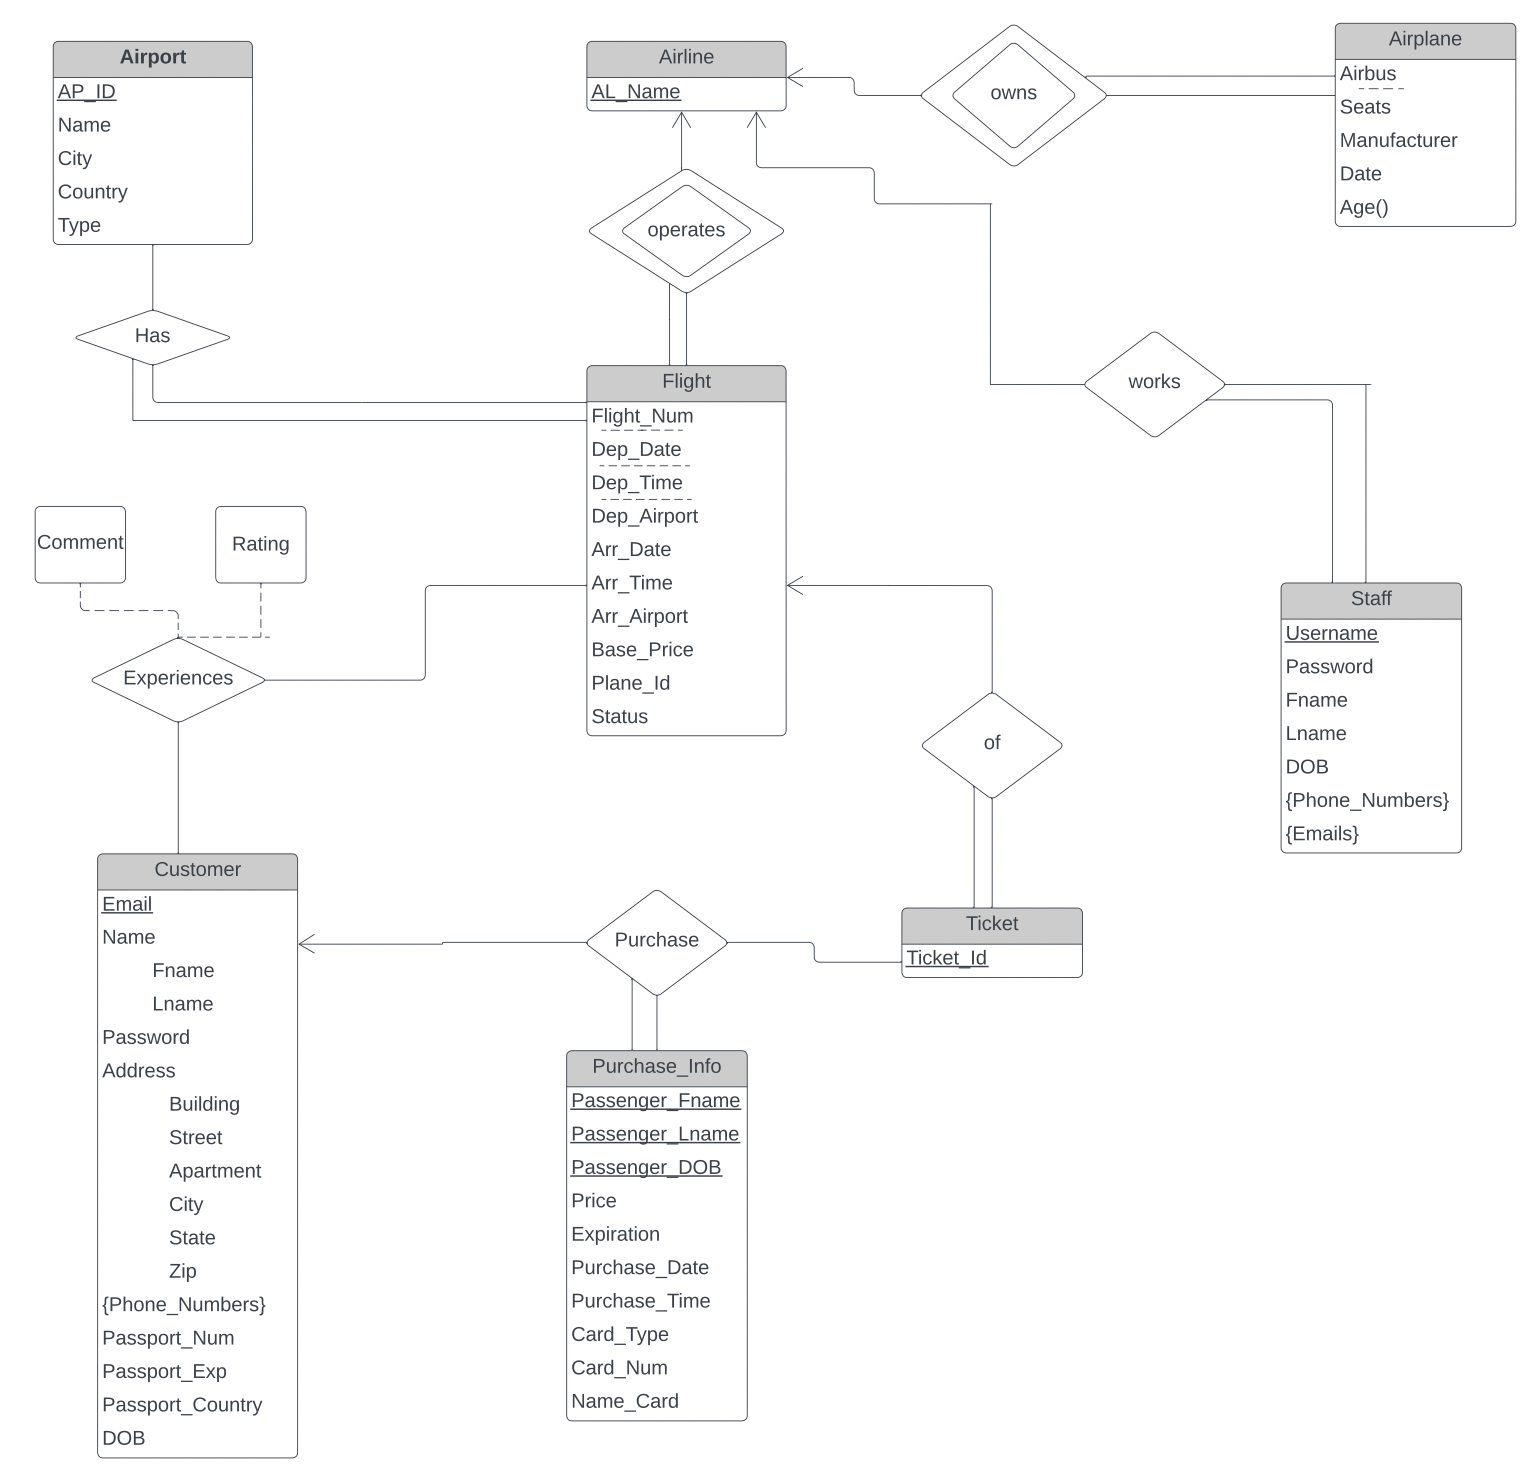 Airport
AP_ID
Name
City
Country
Type
Airline
AL_Name
owns
Airplane
Airbus
Seats
Manufacturer
Date
Age()
operates
Has
works
Flight
Flight_Num
Dep_Date
Dep_Time
Dep_Airport
Arr_Date
Arr_Time
Arr_Airport
Base_Price
Plane_Id
Status
Comment
Rating
Experiences
of
Staff
Username
Password
Fname
Lname
DOB
{Phone_Numbers}
{Emails}
Customer
Email
Name
Fname
Lname
Password
Address
Building
Street
Apartment
City
State
Zip
{Phone_Numbers}
Passport_Num
Passport_Exp
Passport_Country
DOB
Purchase
Ticket
Ticket_Id
Purchase_Info
Passenger_Fname
Passenger_Lname
Passenger_DOB
Price
Expiration
Purchase_Date
Purchase_Time
Card_Type
Card_Num
Name_Card